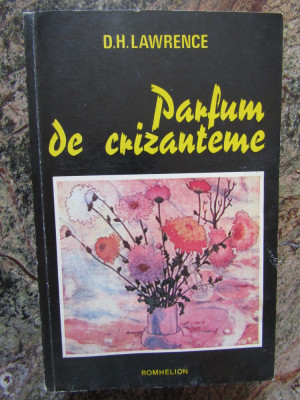 D.H. LAWRENCE
Parfum
de crizanteme
ROMHELION